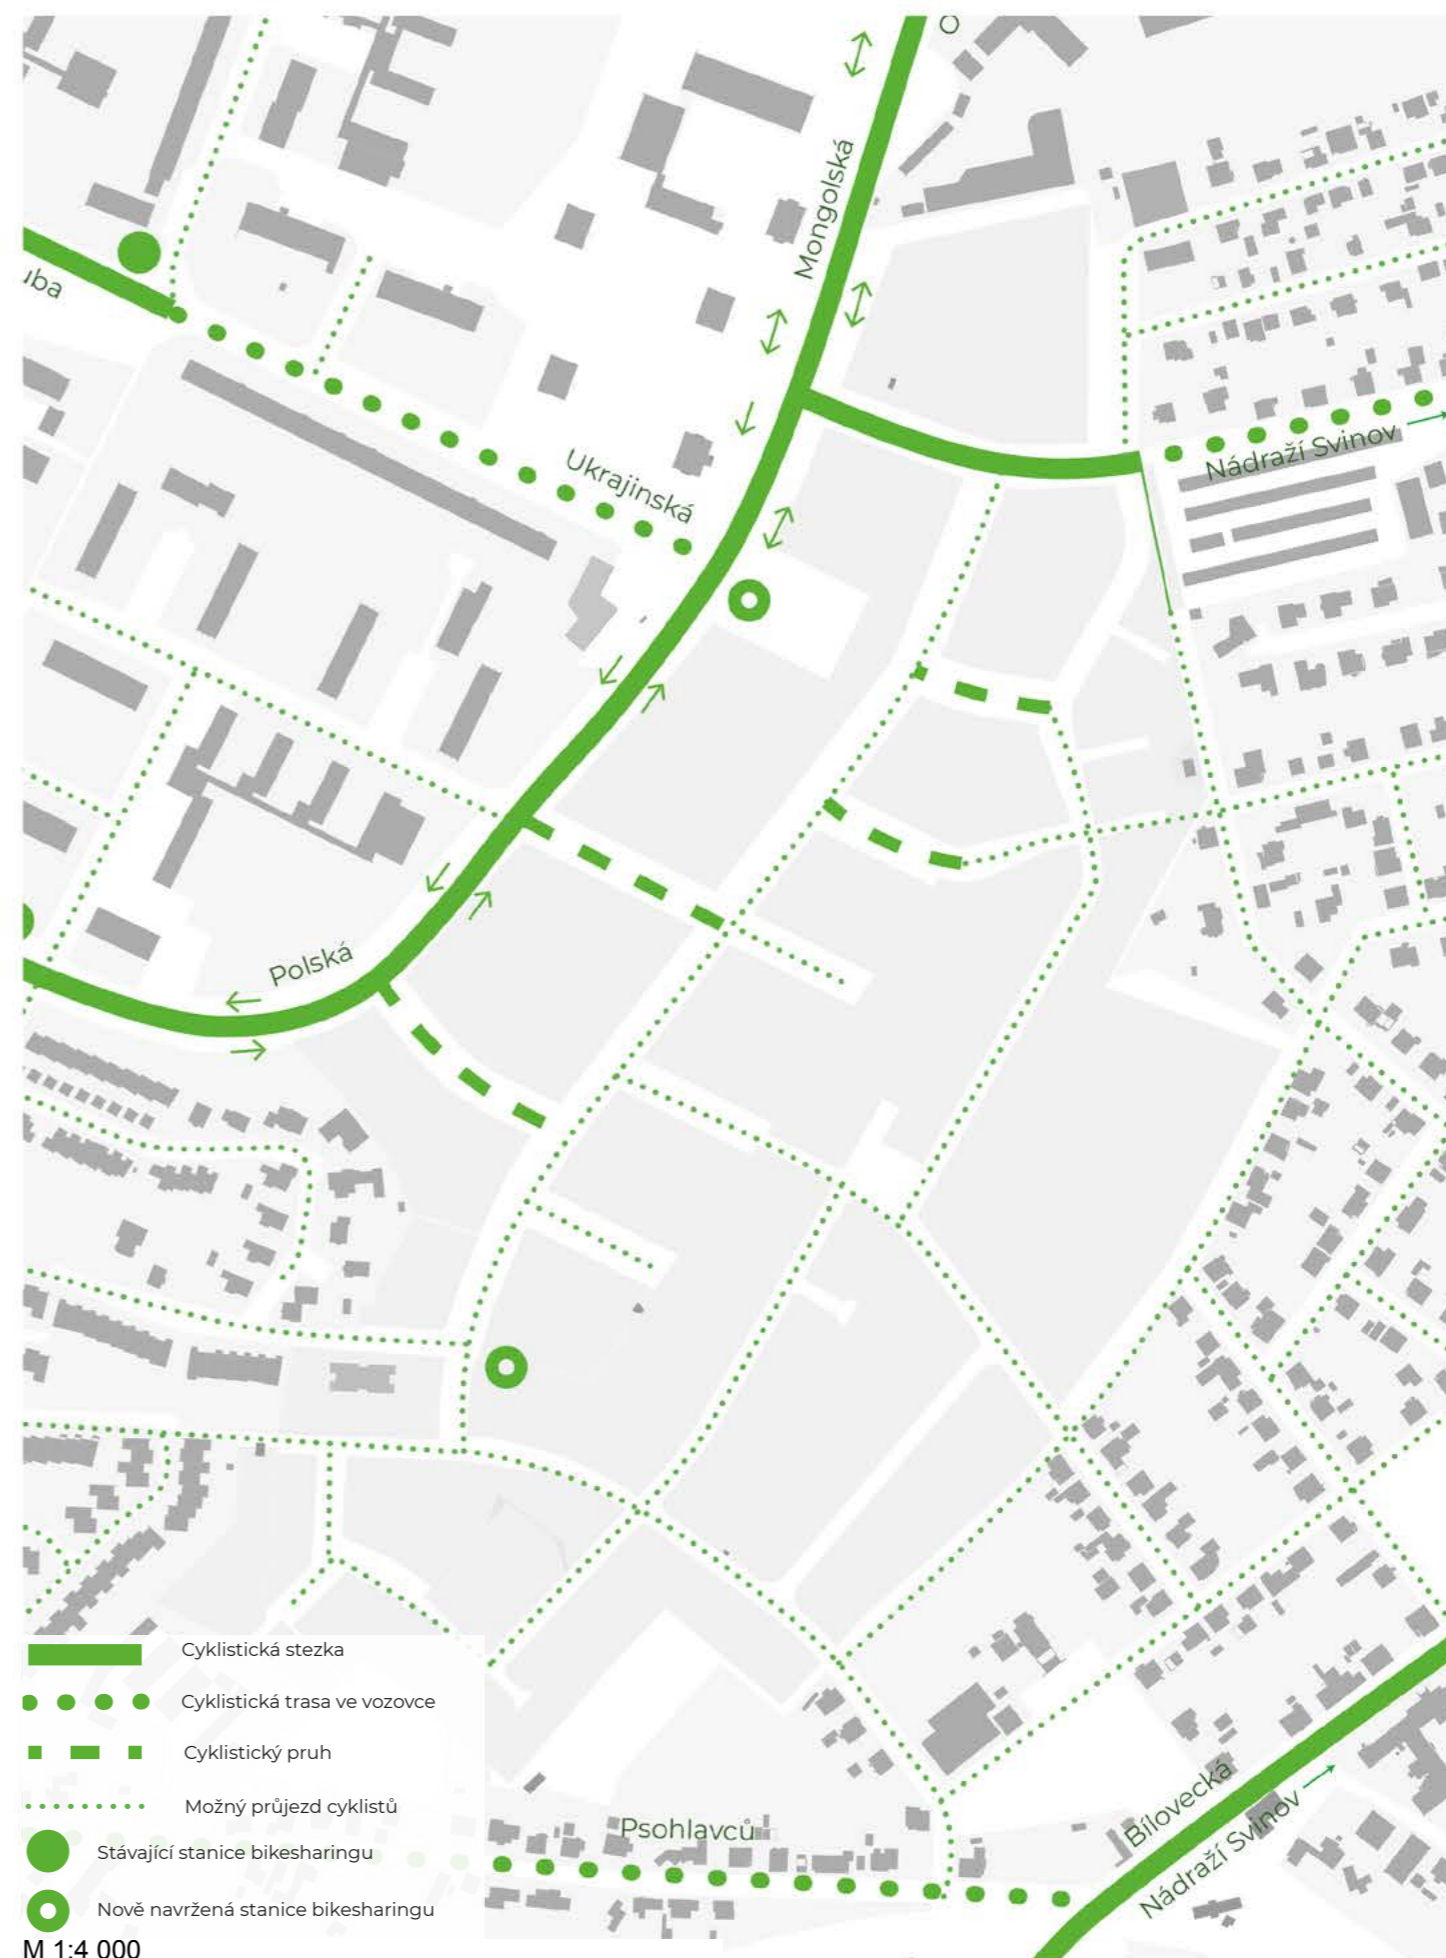 Mongolská
uba
Ukrajinská
Nádraží Svinov
Polská
Cyklistická stezka
Cyklistická trasa ve vozovce
Cyklistický pruh
Možný průjezd cyklistů
Stávající stanice bikesharingu
Nově navržená stanice bikesharingu
M 1:4 000
Psohlavců
Bílovecká
Nádraží Svinov